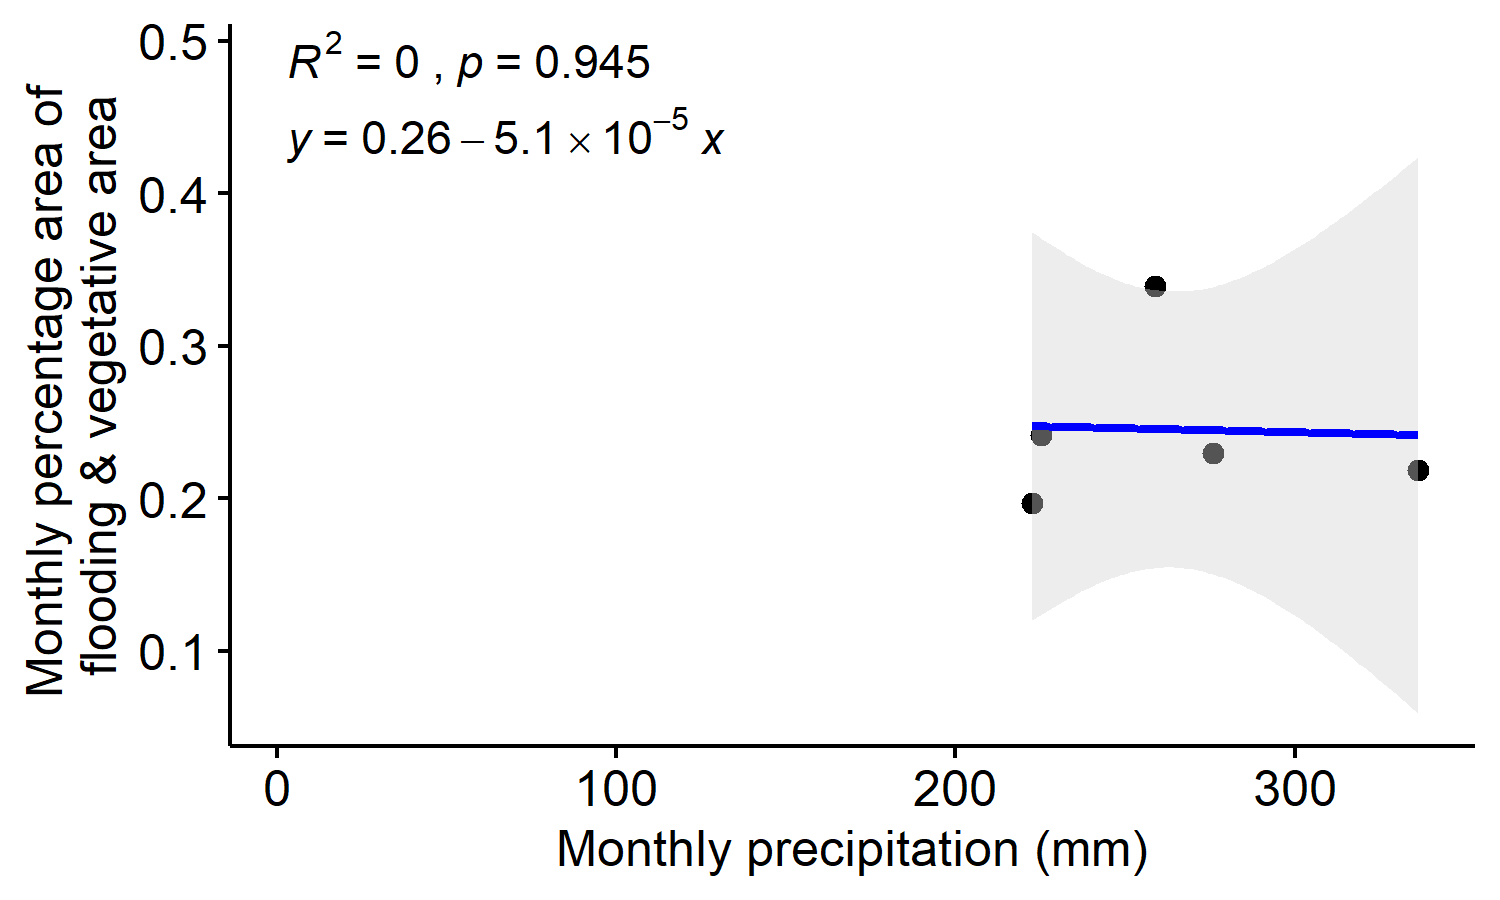 R² = 0 , p = 0.945
y = 0.26 − 5.1 × 10⁻⁵ x
Monthly percentage area of
flooding & vegetative area
0.5
0.4
0.3
0.2
0.1
0 100 200 300
Monthly precipitation (mm)